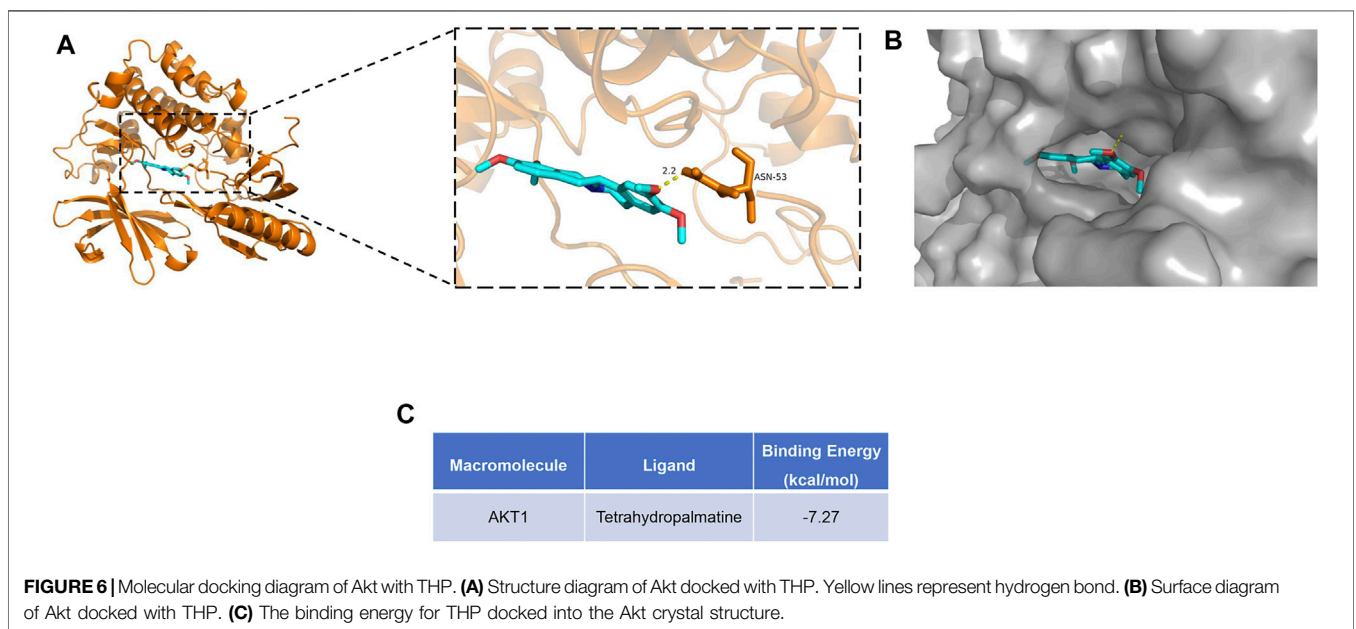 A
B
2.2
ASN-53
C
Macromolecule Ligand Binding Energy
(kcal/mol)
AKT1 Tetrahydropalmatine -7.27
FIGURE 6 | Molecular docking diagram of Akt with THP. (A) Structure diagram of Akt docked with THP. Yellow lines represent hydrogen bond. (B) Surface diagram
of Akt docked with THP. (C) The binding energy for THP docked into the Akt crystal structure.